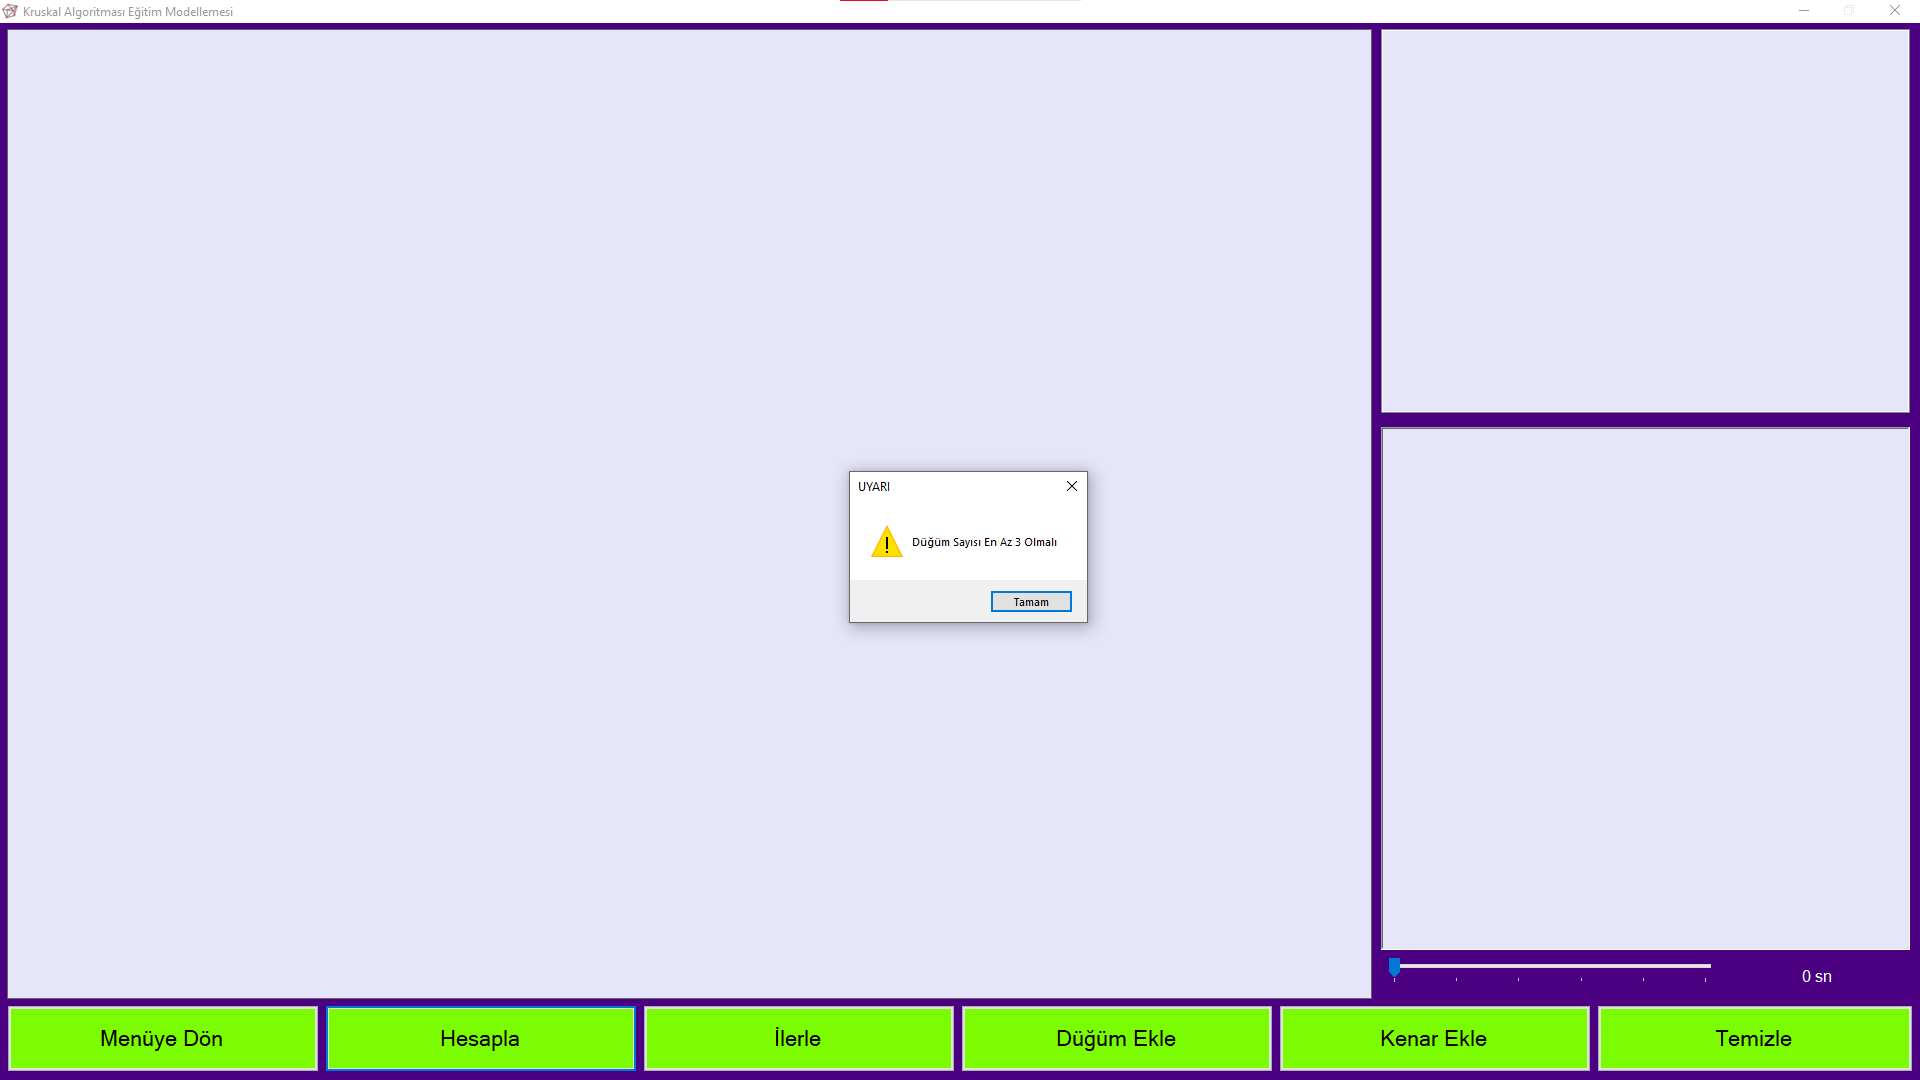 Kruskal Algoritması Eğitim Modellemesi
UYARI
Düğüm Sayısı En Az 3 Olmalı
Tamam
0 sn
Menüye Dön
Hesapla
İlerle
Düğüm Ekle
Kenar Ekle
Temizle